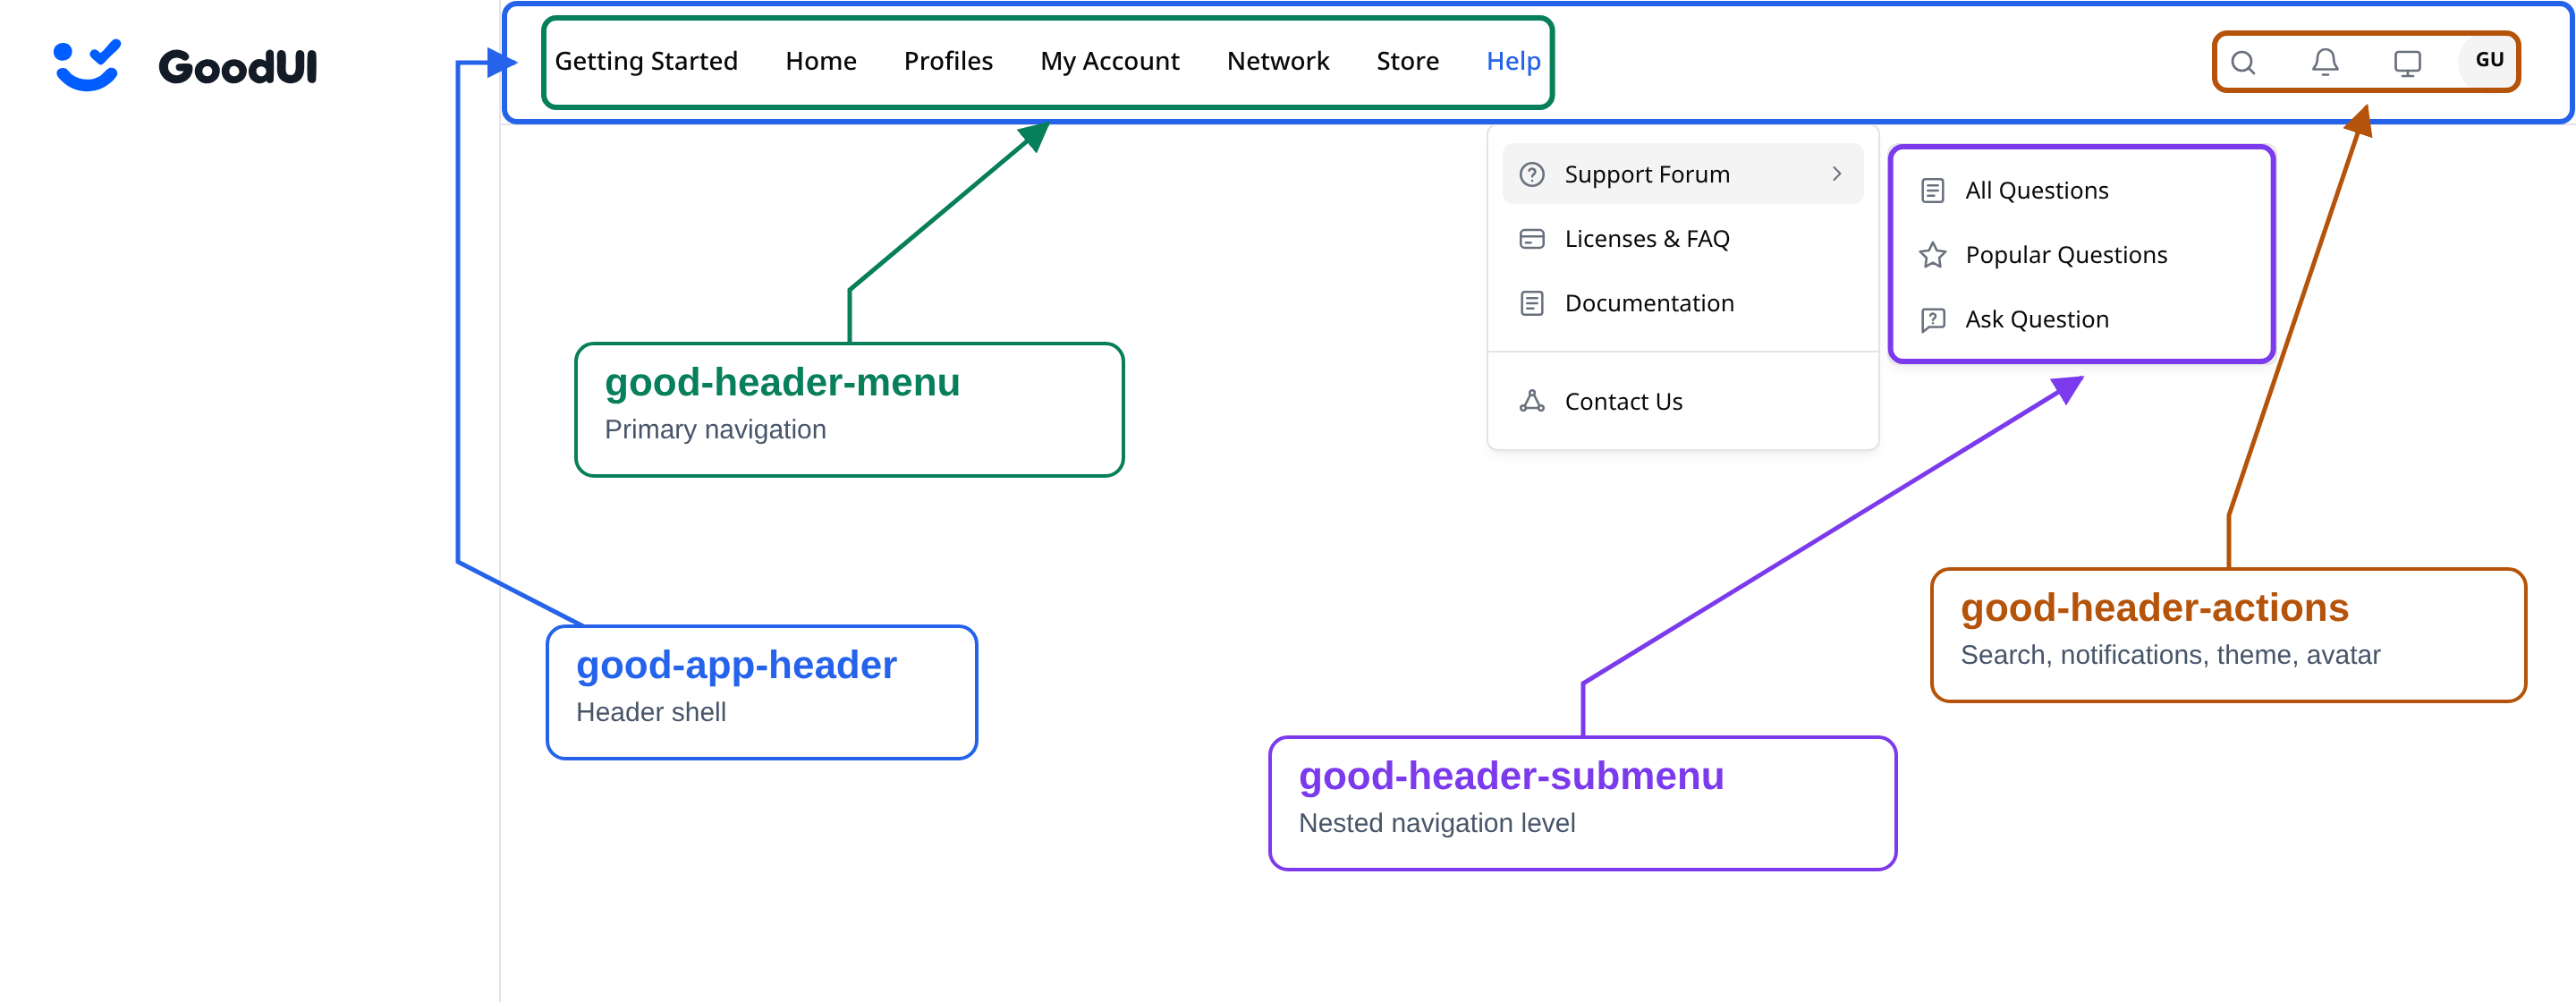 GoodUI
Getting Started Home Profiles My Account Network Store Help
GU
Support Forum
Licenses & FAQ
Documentation
Contact Us
All Questions
Popular Questions
Ask Question
good-header-menu
Primary navigation
good-app-header
Header shell
good-header-actions
Search, notifications, theme, avatar
good-header-submenu
Nested navigation level